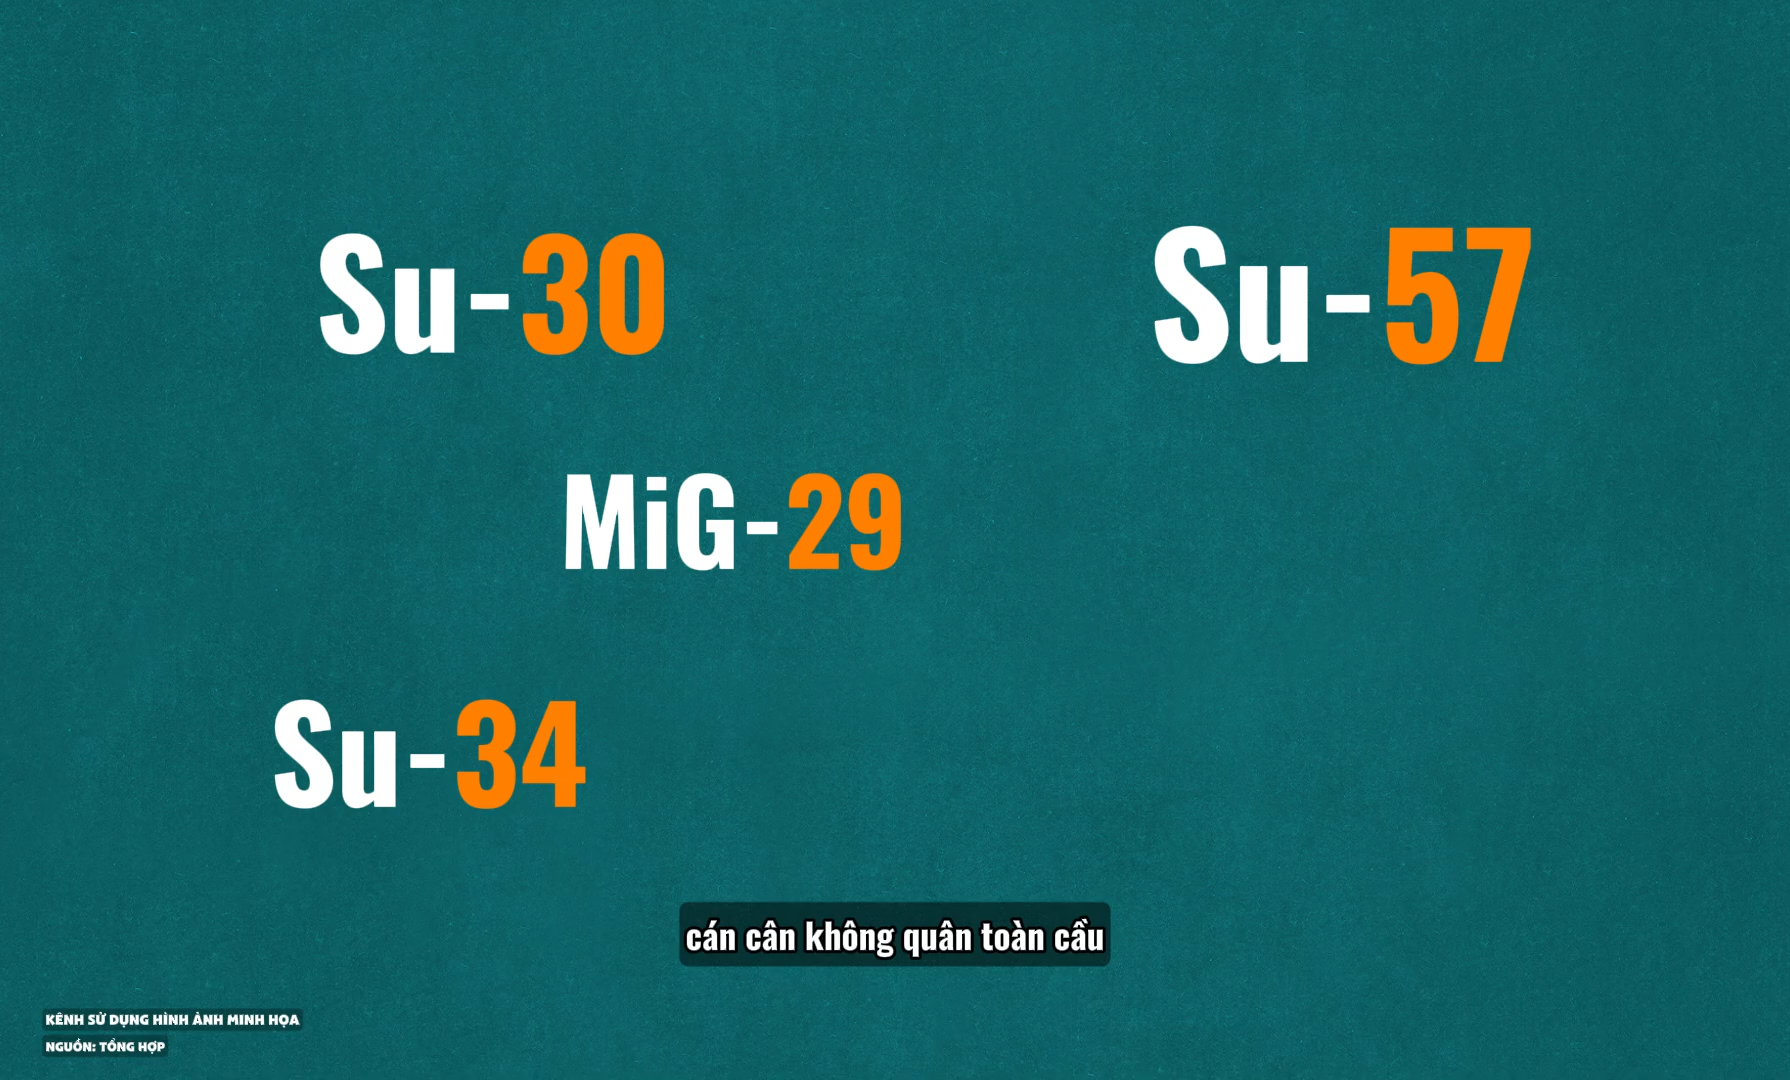 Su-30
Su-57
MiG-29
Su-34
cán cân không quân toàn cầu
KÊNH SỬ DỤNG HÌNH ẢNH MINH HỌA
NGUỒN: TỔNG HỢP